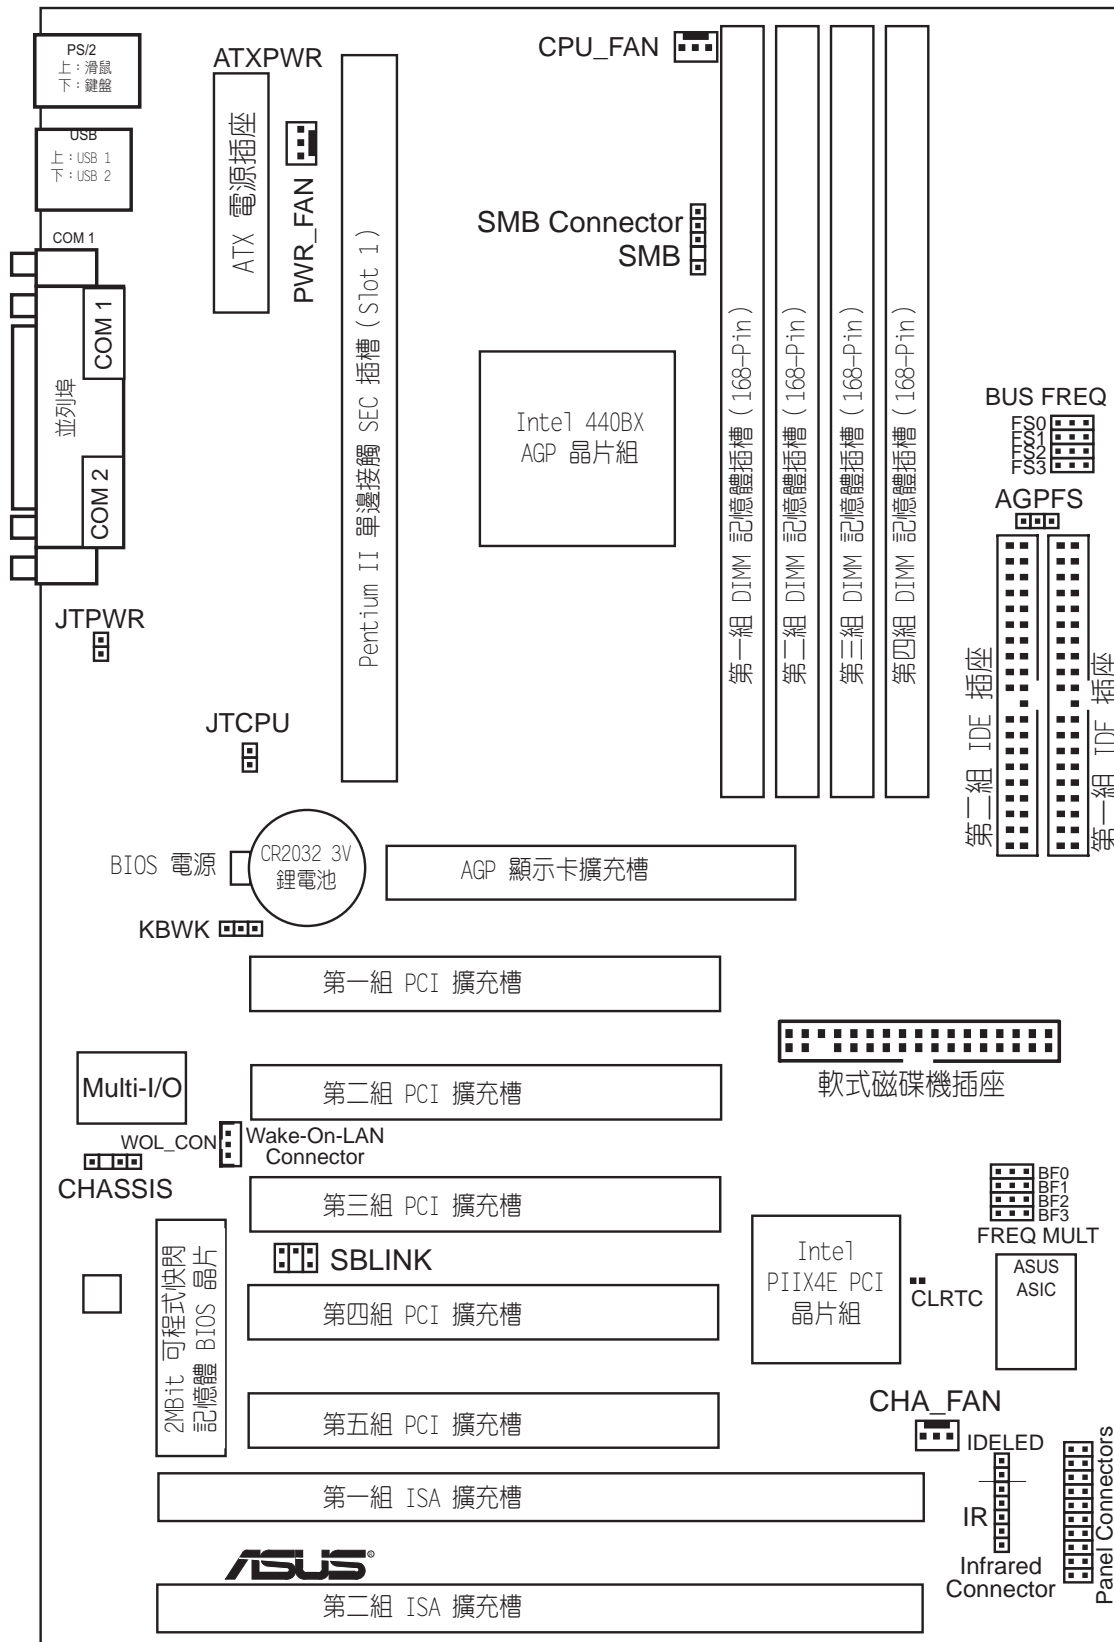 PS/2
上：滑鼠
下：鍵盤
USB
上：USB 1
下：USB 2
COM 1
COM 1
並列埠
COM 2
JTPWR
ATXPWR
ATX 電源插座
PWR_FAN
Pentium II 單邊接觸 SEC 插槽（Slot 1）
CPU_FAN
SMB Connector
SMB
Intel 440BX
AGP 晶片組
第一組 DIMM 記憶體插槽（168-Pin）
第二組 DIMM 記憶體插槽（168-Pin）
第三組 DIMM 記憶體插槽（168-Pin）
第四組 DIMM 記憶體插槽（168-Pin）
BUS FREQ
FS0
FS1
FS2
FS3
AGPFS
第二組 IDE 插座
第一組 IDE 插座
JTCPU
BIOS 電源
CR2032 3V
鋰電池
AGP 顯示卡擴充槽
KBWK
第一組 PCI 擴充槽
軟式磁碟機插座
Multi-I/O
第二組 PCI 擴充槽
WOL_CON
Wake-On-LAN
Connector
CHASSIS
第三組 PCI 擴充槽
BF0
BF1
BF2
BF3
FREQ MULT
SBLINK
2MBit 可程式快閃
記憶體 BIOS 晶片
第四組 PCI 擴充槽
Intel
PIIX4E PCI
晶片組
CLRTC
ASUS
ASIC
第五組 PCI 擴充槽
CHA_FAN
IDELED
IR
Infrared
Connector
Panel Connectors
第一組 ISA 擴充槽
ASUS®
第二組 ISA 擴充槽